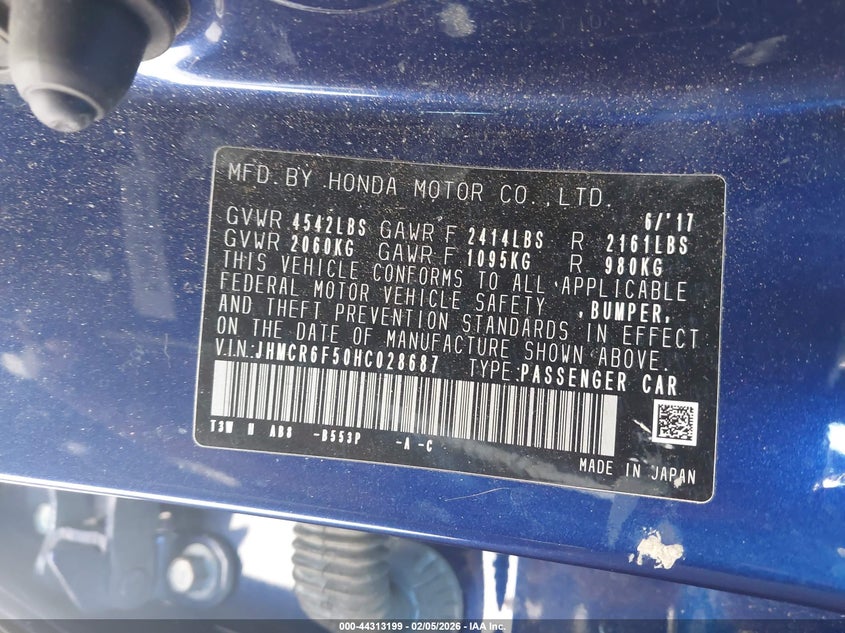 MFD. BY HONDA MOTOR CO., LTD.
6/'17
GVWR 4542LBS GAWR F 2414LBS R 2161LBS
GVWR 2060KG GAWR F 1095KG R 980KG
THIS VEHICLE CONFORMS TO ALL APPLICABLE
FEDERAL MOTOR VEHICLE SAFETY ,BUMPER,
AND THEFT PREVENTION STANDARDS IN EFFECT
ON THE DATE OF MANUFACTURE SHOWN ABOVE.
V.I.N.:JHMCR6F50HC028687 TYPE:PASSENGER CAR
T3W N AB8 -B553P -A -C
MADE IN JAPAN
000-44313199 - 02/05/2026 - IAA Inc.